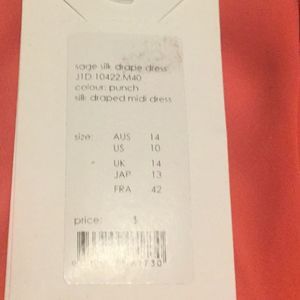 sage silk drape dress
J1D.10422.M40
colour: punch
silk draped midi dress
size: AUS 14
US 10
UK 14
JAP 13
FRA 42
price: $